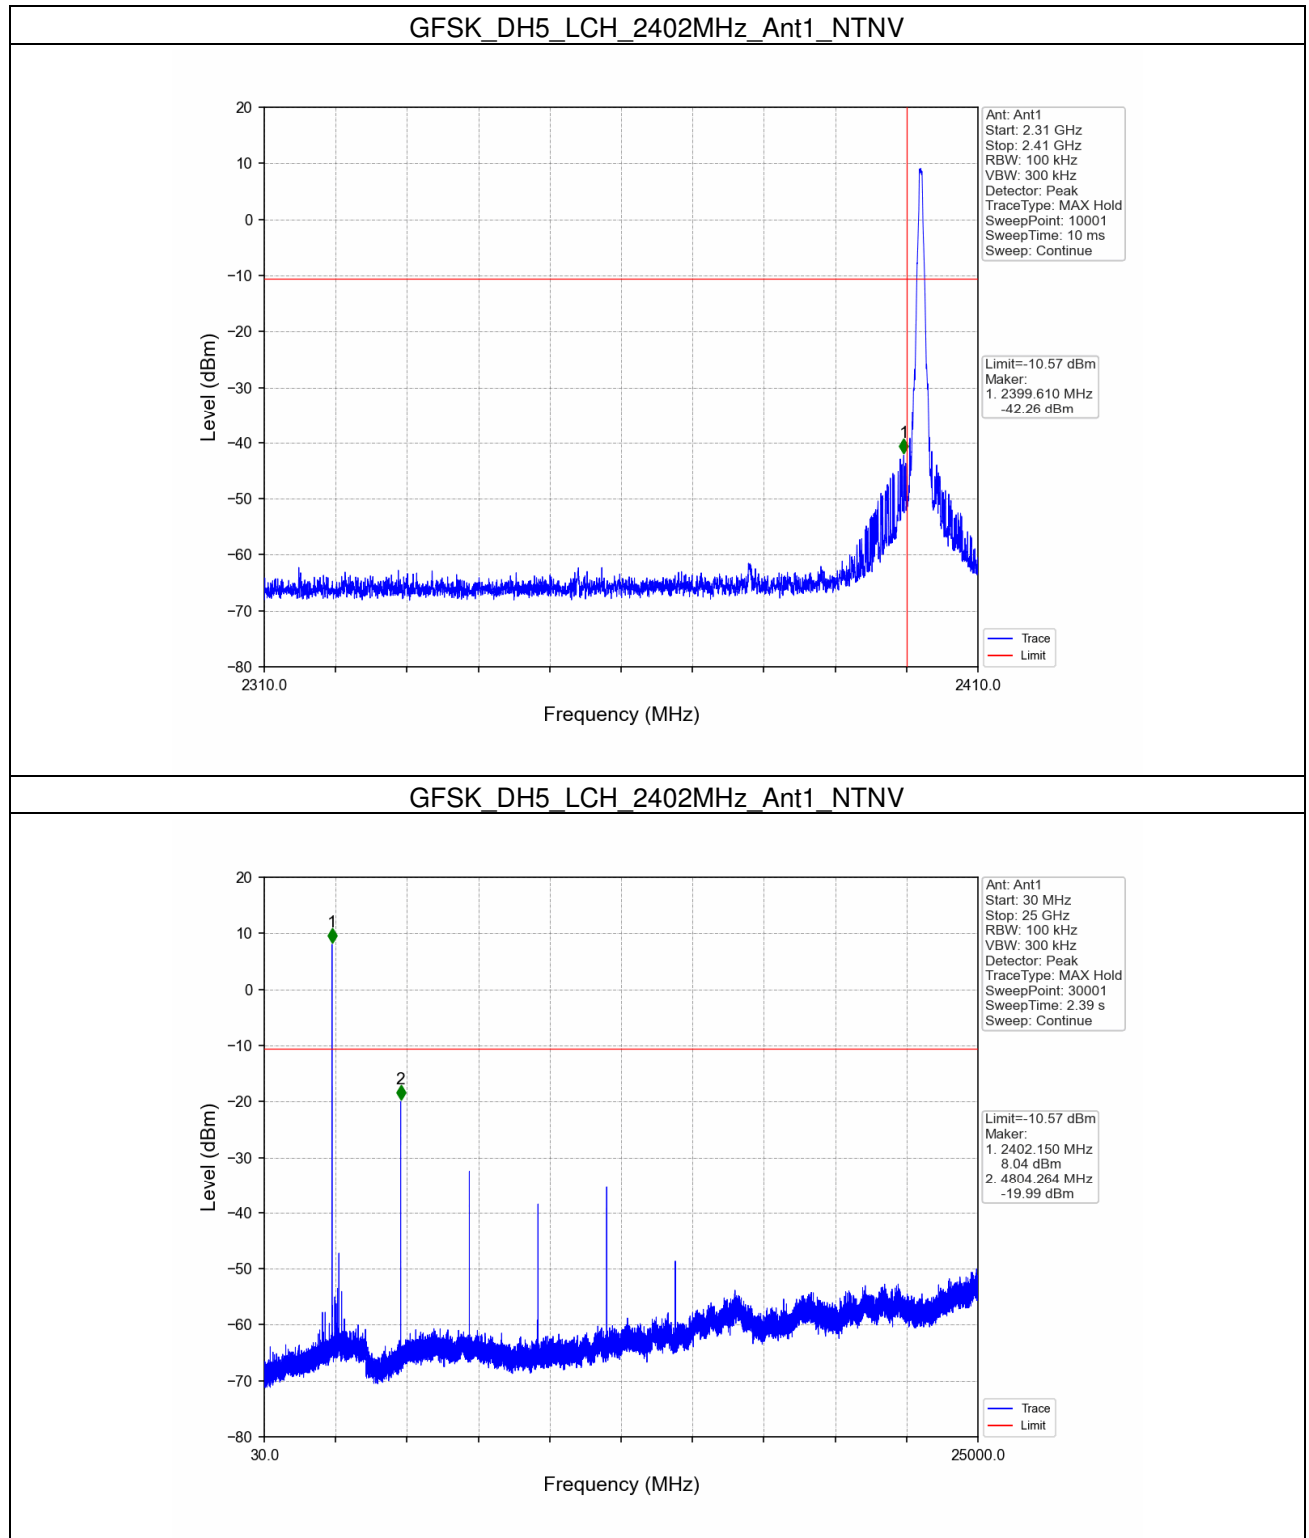 GFSK_DH5_LCH_2402MHz_Ant1_NTNV
20
10
0
−10
−20
−30
−40
−50
−60
−70
−80
Level (dBm)
1
2310.0
2410.0
Frequency (MHz)
Ant: Ant1
Start: 2.31 GHz
Stop: 2.41 GHz
RBW: 100 kHz
VBW: 300 kHz
Detector: Peak
TraceType: MAX Hold
SweepPoint: 10001
SweepTime: 10 ms
Sweep: Continue
Limit=-10.57 dBm
Maker:
1. 2399.610 MHz
-42.26 dBm
Trace
Limit
GFSK_DH5_LCH_2402MHz_Ant1_NTNV
20
10
0
−10
−20
−30
−40
−50
−60
−70
−80
Level (dBm)
1
2
30.0
25000.0
Frequency (MHz)
Ant: Ant1
Start: 30 MHz
Stop: 25 GHz
RBW: 100 kHz
VBW: 300 kHz
Detector: Peak
TraceType: MAX Hold
SweepPoint: 30001
SweepTime: 2.39 s
Sweep: Continue
Limit=-10.57 dBm
Maker:
1. 2402.150 MHz
8.04 dBm
2. 4804.264 MHz
-19.99 dBm
Trace
Limit